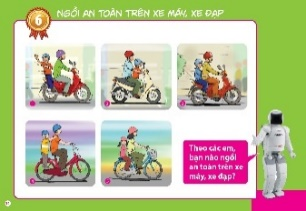 6
NGỒI AN TOÀN TRÊN XE MÁY, XE ĐẠP
Theo các em,
bạn nào ngồi
an toàn trên xe
máy, xe đạp?